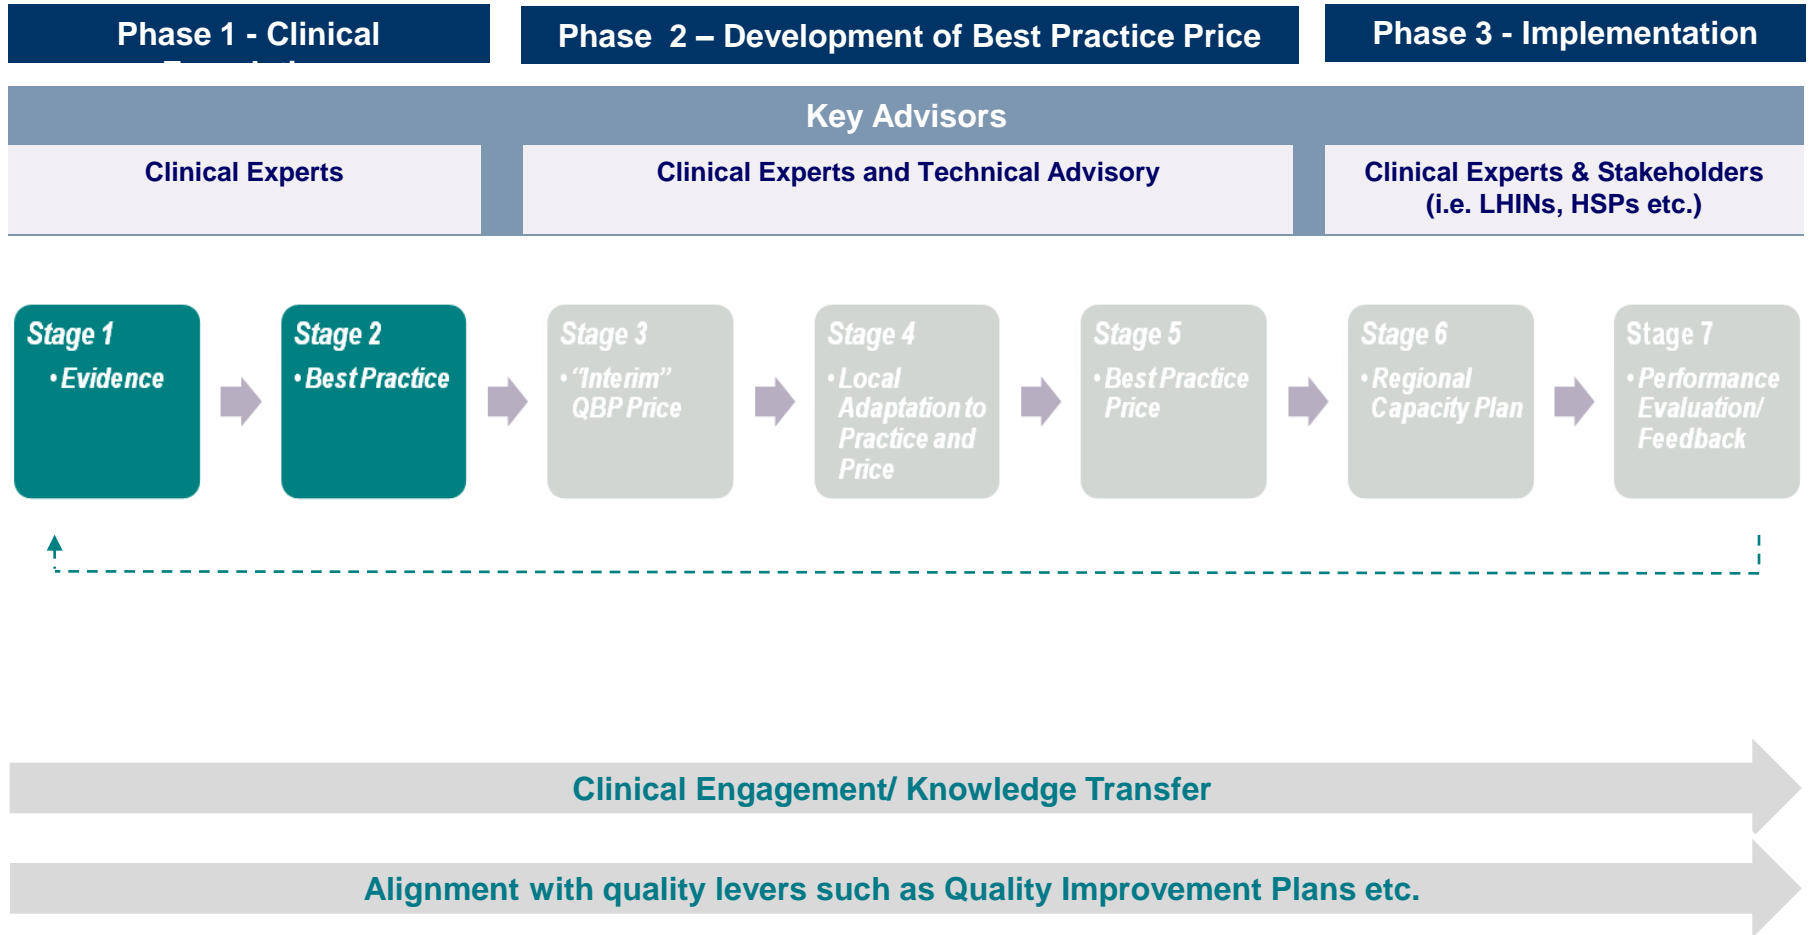 Phase 1 - Clinical
Phase 2 – Development of Best Practice Price
Phase 3 - Implementation
Key Advisors
Clinical Experts
Clinical Experts and Technical Advisory
Clinical Experts & Stakeholders
(i.e. LHINs, HSPs etc.)
Stage 1
• Evidence
Stage 2
• Best Practice
Stage 3
• “Interim”
QBP Price
Stage 4
• Local
Adaptation to
Practice and
Price
Stage 5
• Best Practice
Price
Stage 6
• Regional
Capacity Plan
Stage 7
• Performance
Evaluation/
Feedback
Clinical Engagement/ Knowledge Transfer
Alignment with quality levers such as Quality Improvement Plans etc.